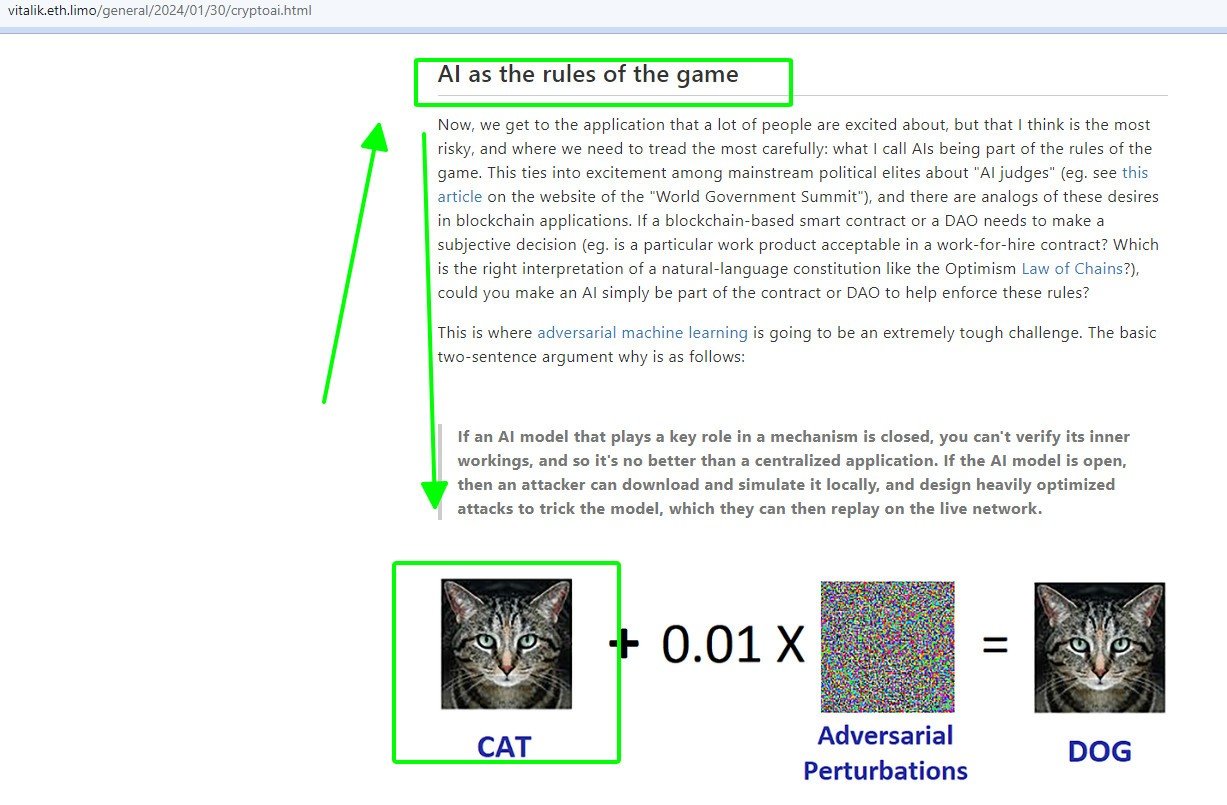 vitalik.eth.limo/general/2024/01/30/cryptoai.html
AI as the rules of the game
Now, we get to the application that a lot of people are excited about, but that I think is the most
risky, and where we need to tread the most carefully: what I call AIs being part of the rules of the
game. This ties into excitement among mainstream political elites about "AI judges" (eg. see this
article on the website of the "World Government Summit"), and there are analogs of these desires
in blockchain applications. If a blockchain-based smart contract or a DAO needs to make a
subjective decision (eg. is a particular work product acceptable in a work-for-hire contract? Which
is the right interpretation of a natural-language constitution like the Optimism Law of Chains?),
could you make an AI simply be part of the contract or DAO to help enforce these rules?
This is where adversarial machine learning is going to be an extremely tough challenge. The basic
two-sentence argument why is as follows:
If an AI model that plays a key role in a mechanism is closed, you can't verify its inner
workings, and so it's no better than a centralized application. If the AI model is open,
then an attacker can download and simulate it locally, and design heavily optimized
attacks to trick the model, which they can then replay on the live network.
+ 0.01 X =
CAT
Adversarial
Perturbations
DOG